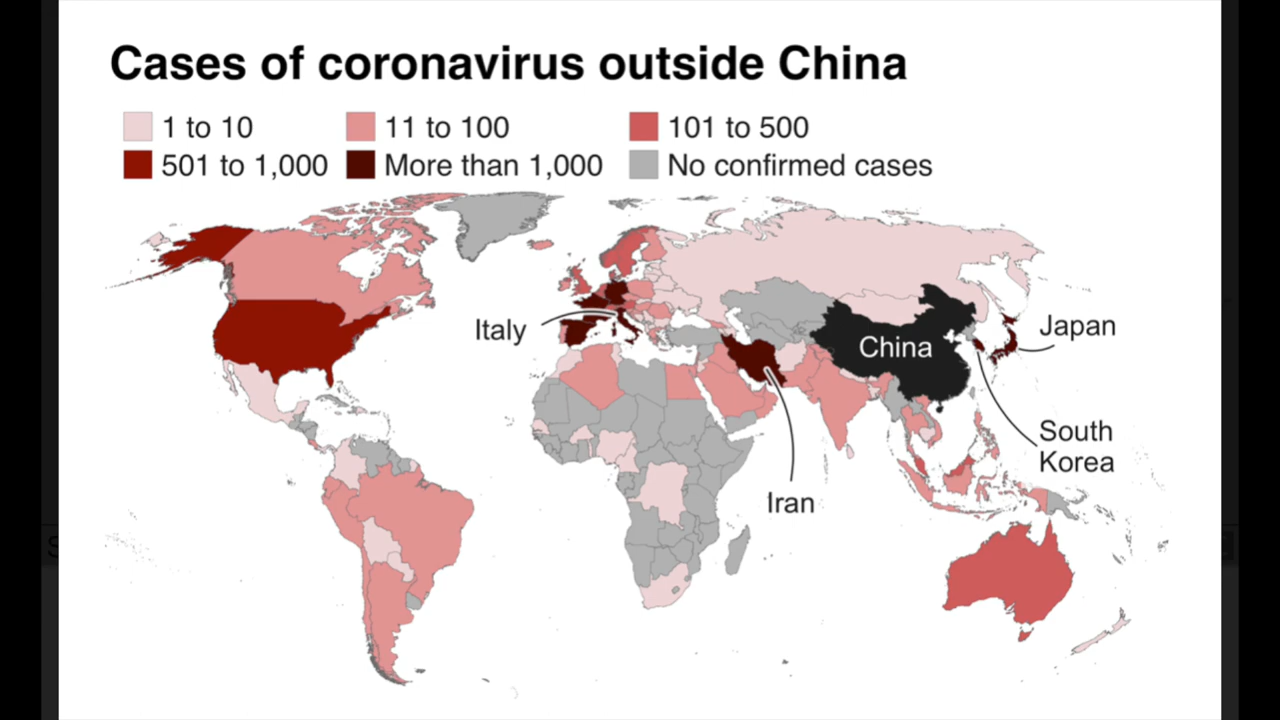 Cases of coronavirus outside China
1 to 10
11 to 100
101 to 500
501 to 1,000
More than 1,000
No confirmed cases
Italy
China
Japan
South
Korea
Iran